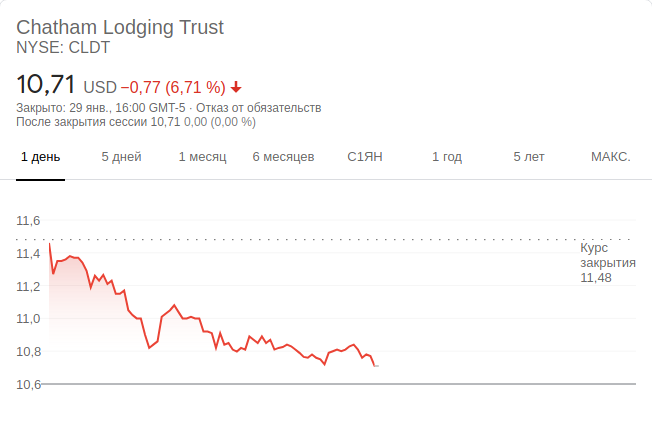 Chatham Lodging Trust
NYSE: CLDT
10,71 USD −0,77 (6,71 %)
Закрыто: 29 янв., 16:00 GMT-5 · Отказ от обязательств
После закрытия сессии 10,71 0,00 (0,00 %)
1 день 5 дней 1 месяц 6 месяцев С1ЯН 1 год 5 лет МАКС.
11,6
11,4
11,2
11,0
10,8
10,6
Курс
закрытия
11,48